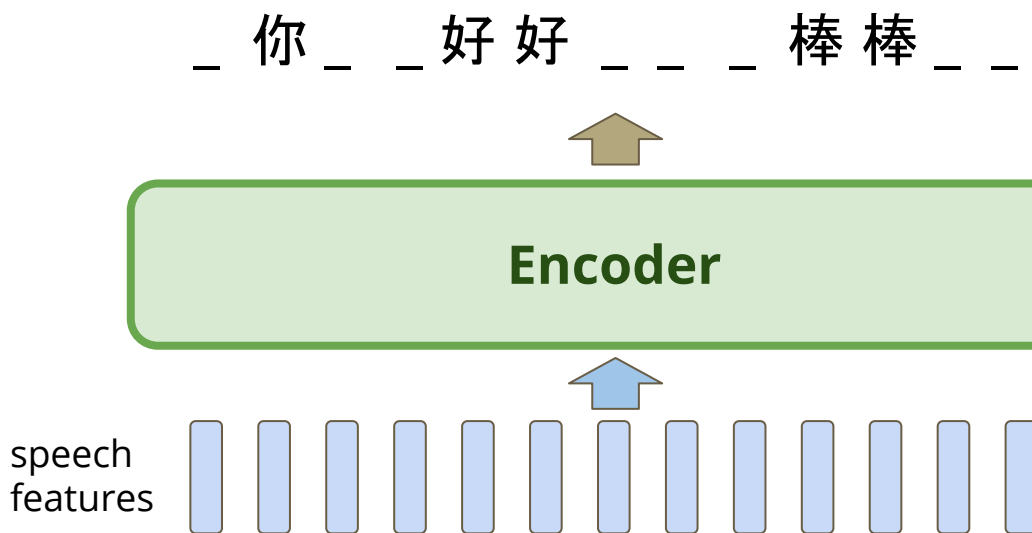 _ 你 _ _ 好 好 _ _ _ 棒 棒 _ _
Encoder
speech
features